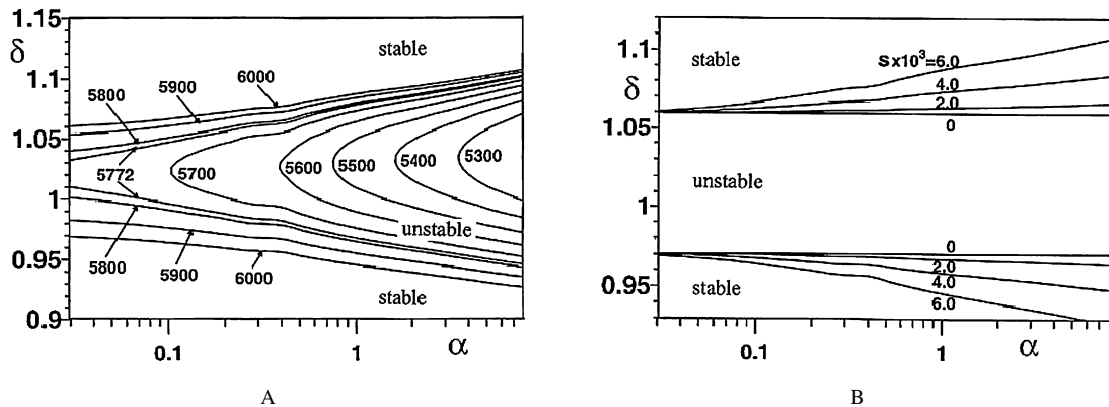 1.15
δ
1.1
1.05
1
0.95
0.9
stable
6000
5900
5800
5772
5700
5600
5500
5400
5300
unstable
5800
5900
6000
stable
0.1
1
α
A
1.1
δ
1.05
1
0.95
stable
s×10³=6.0
4.0
2.0
0
unstable
0
2.0
4.0
6.0
stable
0.1
1
α
B